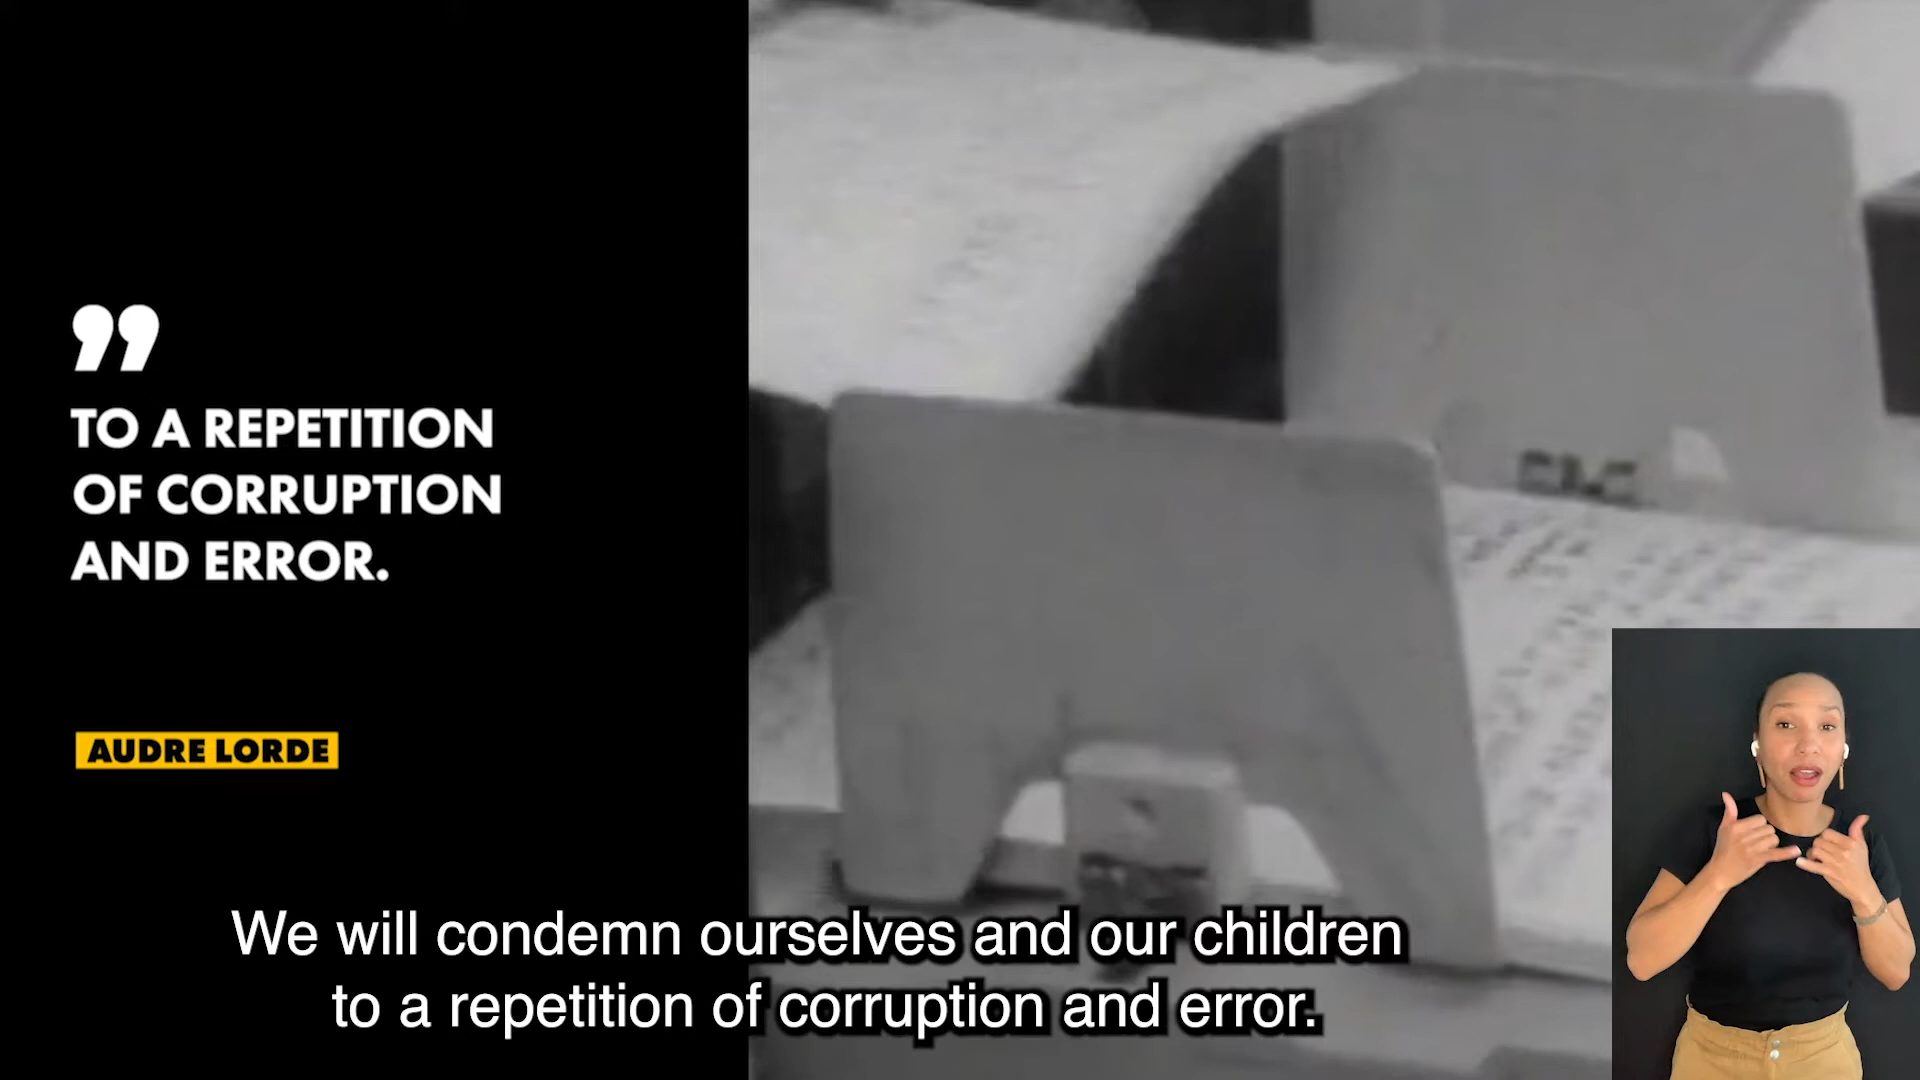 ”
TO A REPETITION
OF CORRUPTION
AND ERROR.
AUDRE LORDE
We will condemn ourselves and our children
to a repetition of corruption and error.